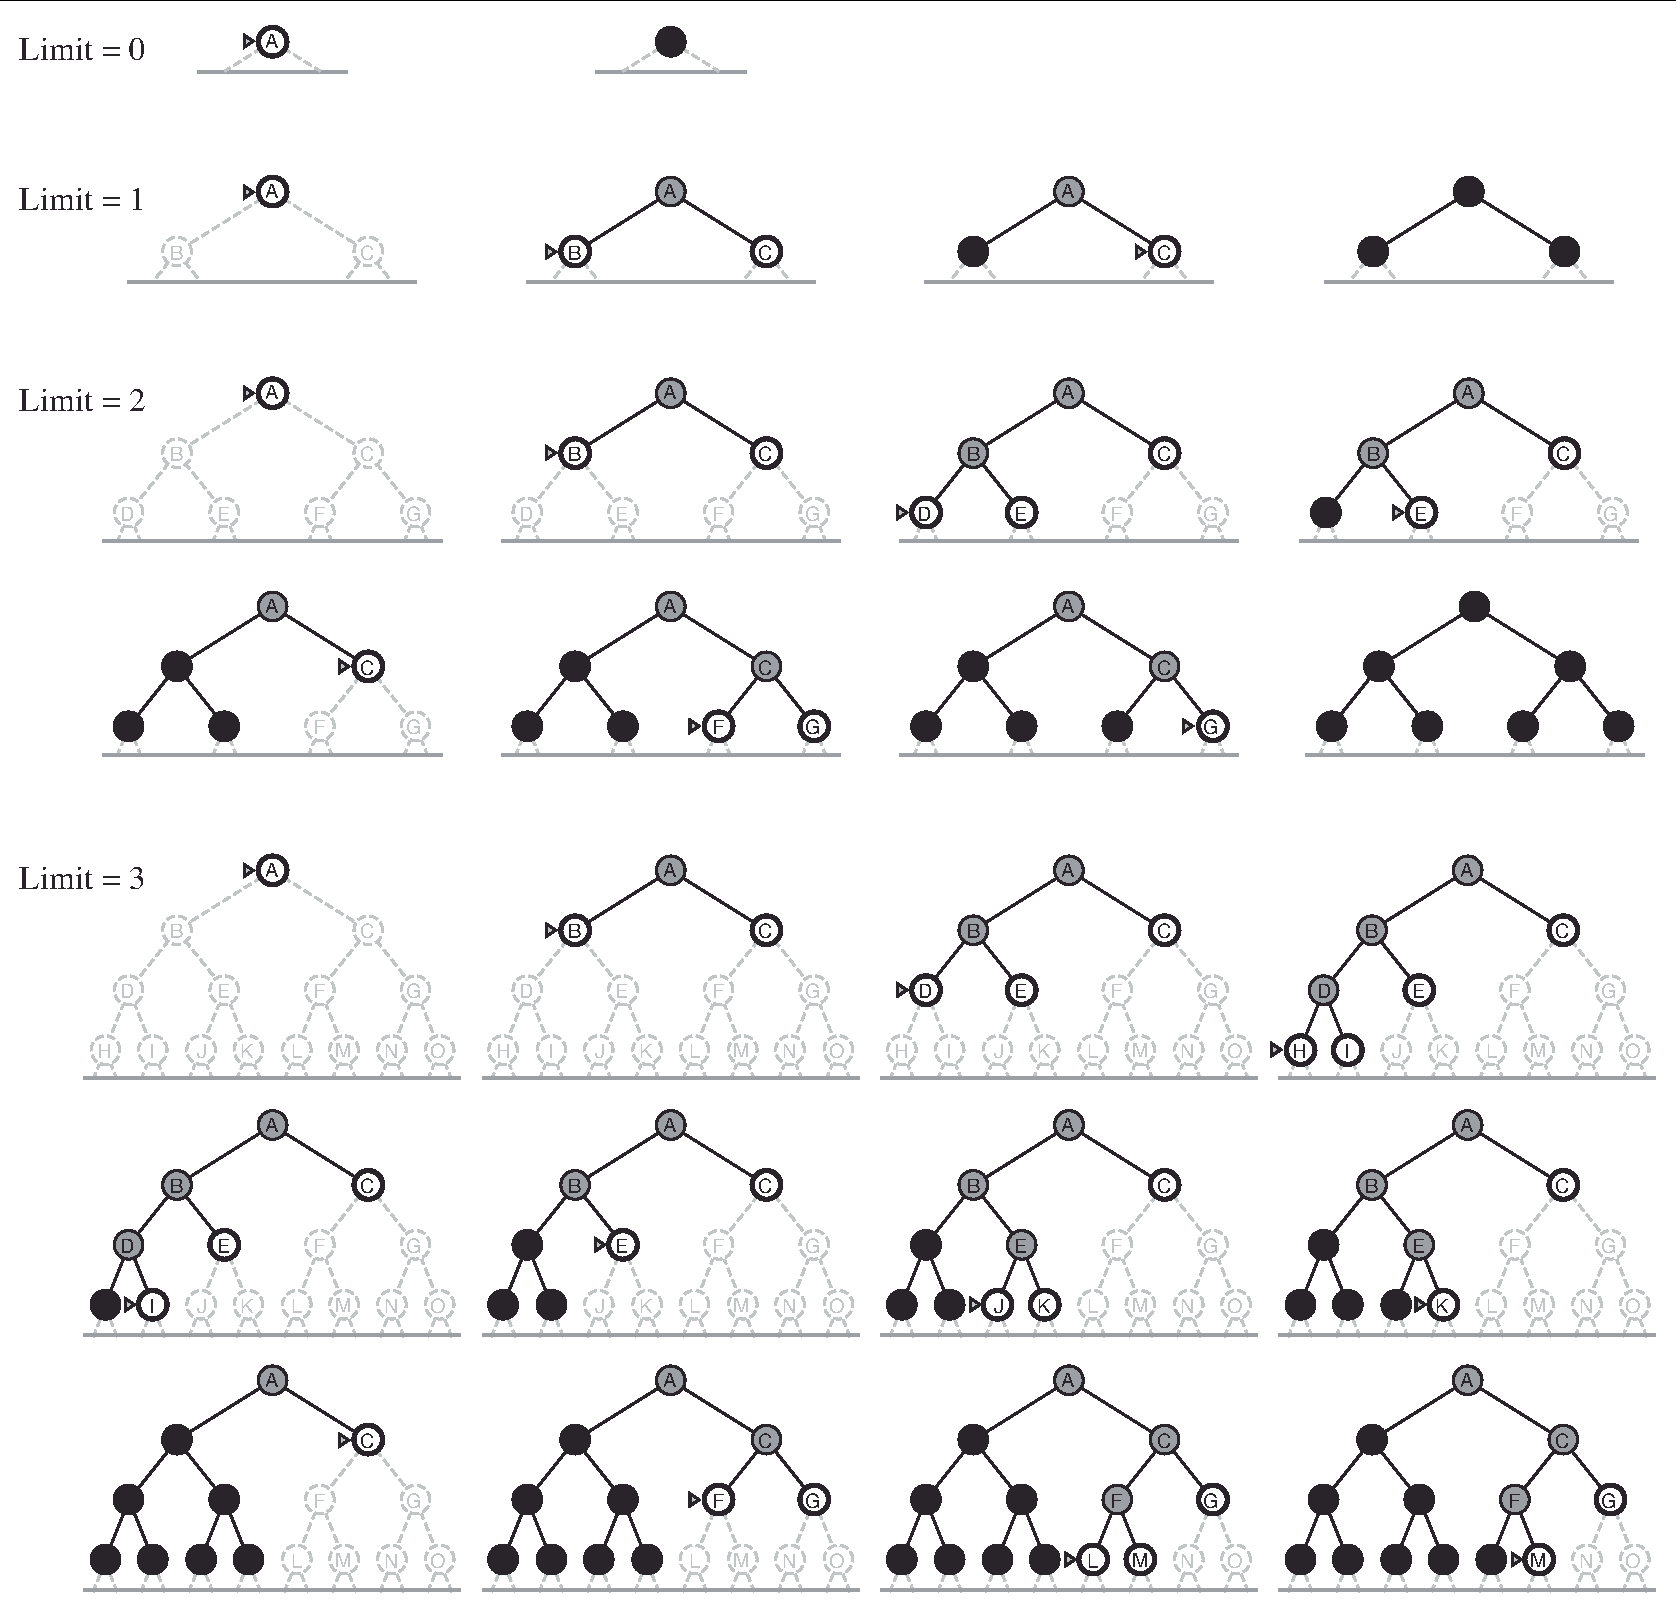 Limit = 0
A
Limit = 1
A A A
B C B C C
Limit = 2
A A A A
B C B C B C B C
D E F G D E F G D E F G E F G
A A A
C C C
F G F G G
Limit = 3
A A A A
B C B C B C B C
D E F G D E F G D E F G D E F G
H I J K L M N O H I J K L M N O H I J K L M N O H I J K L M N O
A A A A
B C B C B C B C
D E F G E F G E F G E F G
I J K L M N O J K L M N O J K L M N O K L M N O
A A A A
C C C C
F G F G F G F G
L M N O L M N O L M N O M N O